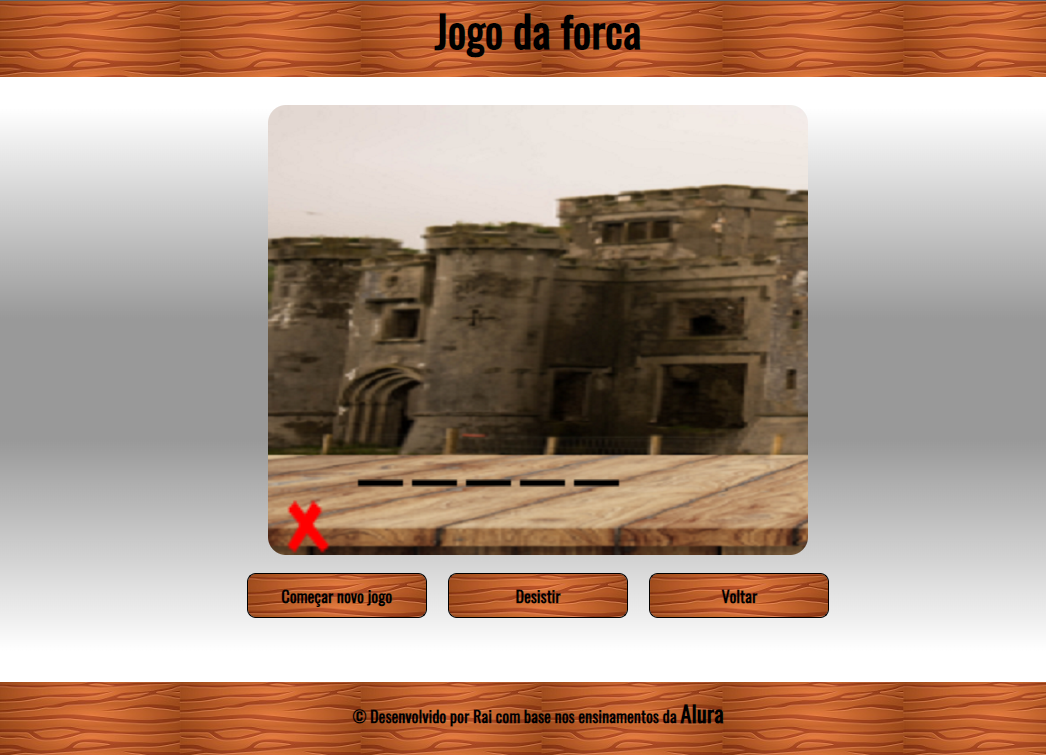 Jogo da forca
Começar novo jogo
Desistir
Voltar
© Desenvolvido por Rai com base nos ensinamentos da Alura